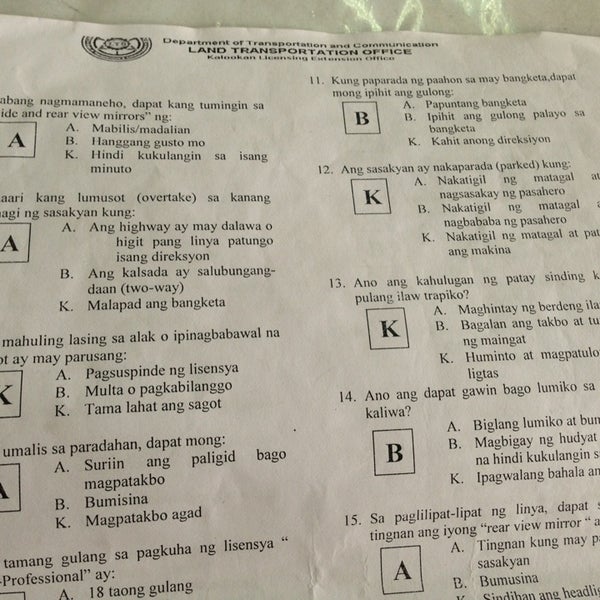 Department of Transportation and Communication
LAND TRANSPORTATION OFFICE
Kalookan Licensing Extension Office
abang nagmamaneho, dapat kang tumingin sa
ide and rear view mirrors" ng:
A
A. Mabilis/madalian
B. Hanggang gusto mo
K. Hindi kukulangin sa isang
minuto
aari kang lumusot (overtake) sa kanang
agi ng sasakyan kung:
A
A. Ang highway ay may dalawa o
higit pang linya patungo
isang direksyon
B. Ang kalsada ay salubungang-
daan (two-way)
K. Malapad ang bangketa
mahuling lasing sa alak o ipinagbabawal na
ot ay may parusang:
K
A. Pagsuspinde ng lisensya
B. Multa o pagkabilanggo
K. Tama lahat ang sagot
umalis sa paradahan, dapat mong:
A
A. Suriin ang paligid bago
magpatakbo
B. Bumisina
K. Magpatakbo agad
tamang gulang sa pagkuha ng lisensya "
-Professional" ay:
A. 18 taong gulang
11. Kung paparada ng paahon sa may bangketa,dapat
mong ipihit ang gulong:
B
A. Papuntang bangketa
B. Ipihit ang gulong palayo sa
bangketa
K. Kahit anong direksiyon
12. Ang sasakyan ay nakaparada (parked) kung:
K
A. Nakatigil ng matagal at
nagsasakay ng pasahero
B. Nakatigil ng matagal a
nagbababa ng pasahero
K. Nakatigil ng matagal at pat
ang makina
13. Ano ang kahulugan ng patay sinding k
pulang ilaw trapiko?
K
A. Maghintay ng berdeng ila
B. Bagalan ang takbo at tu
ng maingat
K. Huminto at magpatulo
ligtas
14. Ano ang dapat gawin bago lumiko sa
kaliwa?
B
A. Biglang lumiko at bun
B. Magbigay ng hudyat
na hindi kukulangin s
K. Ipagwalang bahala an
15. Sa paglilipat-lipat ng linya, dapat s
tingnan ang iyong "rear view mirror " a
A
A. Tingnan kung may pa
sasakyan
B. Bumusina
K. Sindihan ang headlig